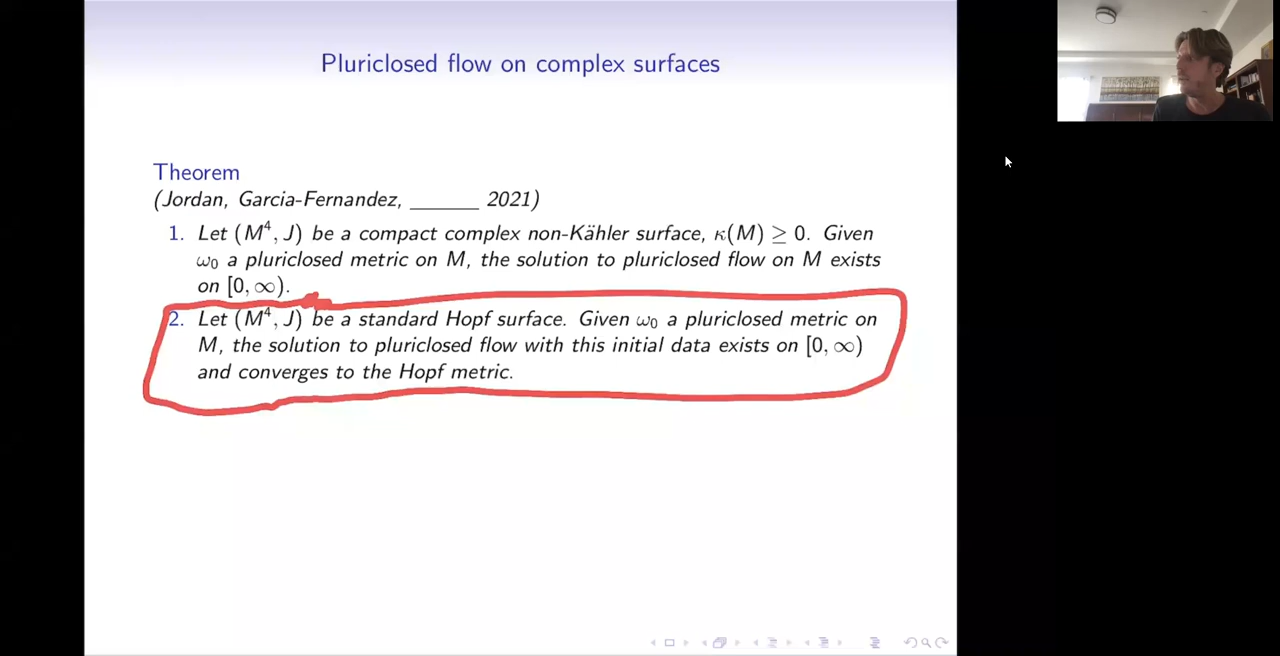 Pluriclosed flow on complex surfaces
Theorem
(Jordan, Garcia-Fernandez, ______ 2021)
1. Let (M⁴, J) be a compact complex non-Kähler surface, κ(M) ≥ 0. Given
ω₀ a pluriclosed metric on M, the solution to pluriclosed flow on M exists
on [0, ∞).
2. Let (M⁴, J) be a standard Hopf surface. Given ω₀ a pluriclosed metric on
M, the solution to pluriclosed flow with this initial data exists on [0, ∞)
and converges to the Hopf metric.